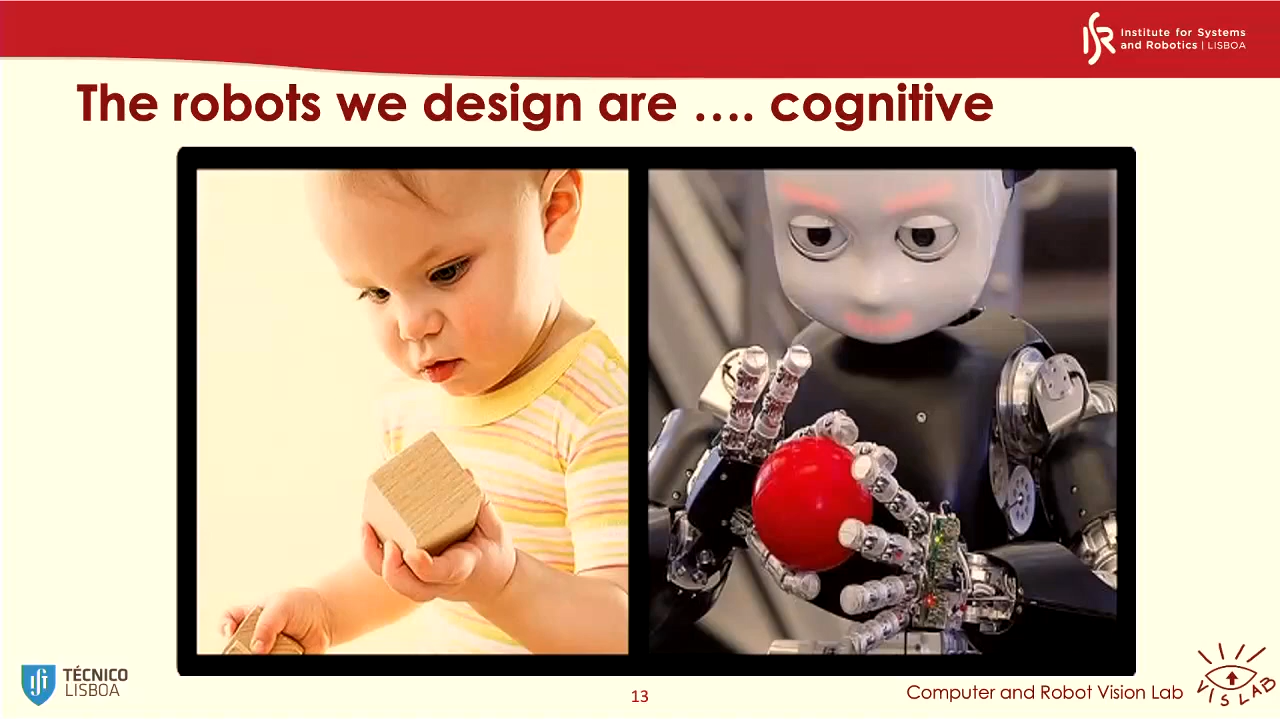 Institute for Systems
and Robotics | LISBOA
The robots we design are .... cognitive
TÉCNICO
LISBOA
13
Computer and Robot Vision Lab
VISLAB